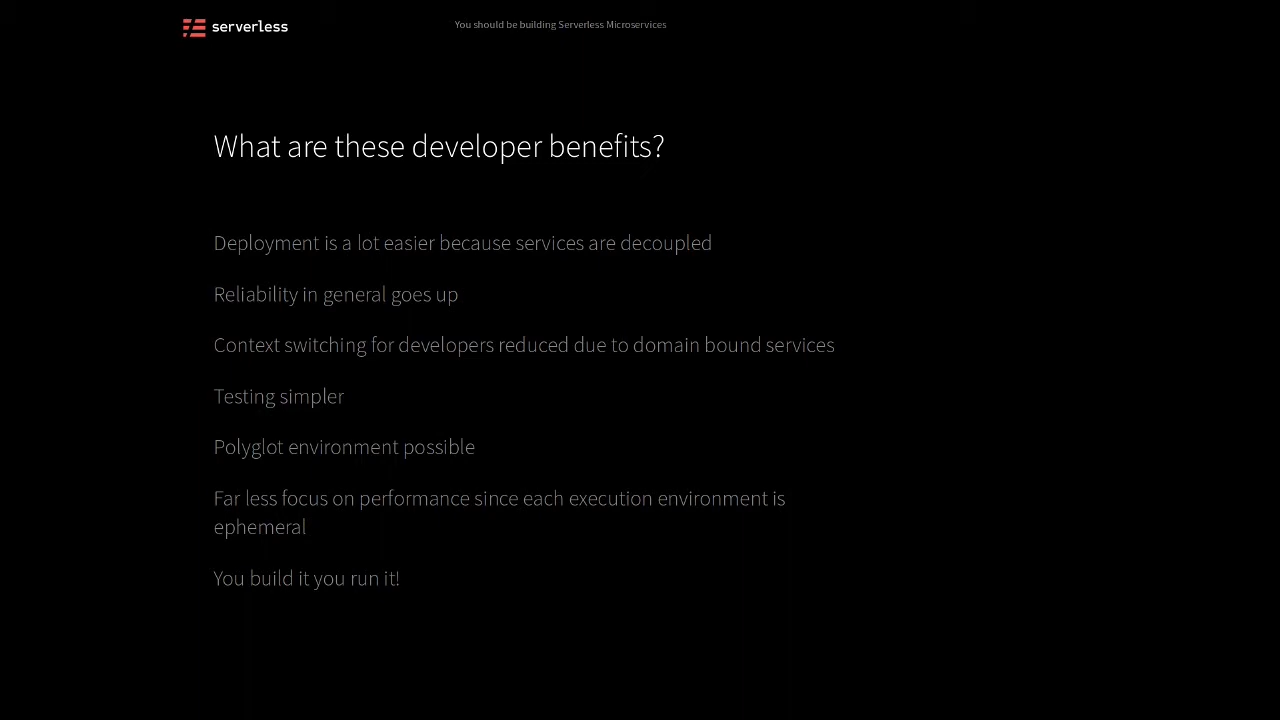 serverless
You should be building Serverless Microservices
What are these developer benefits?
Deployment is a lot easier because services are decoupled
Reliability in general goes up
Context switching for developers reduced due to domain bound services
Testing simpler
Polyglot environment possible
Far less focus on performance since each execution environment is
ephemeral
You build it you run it!